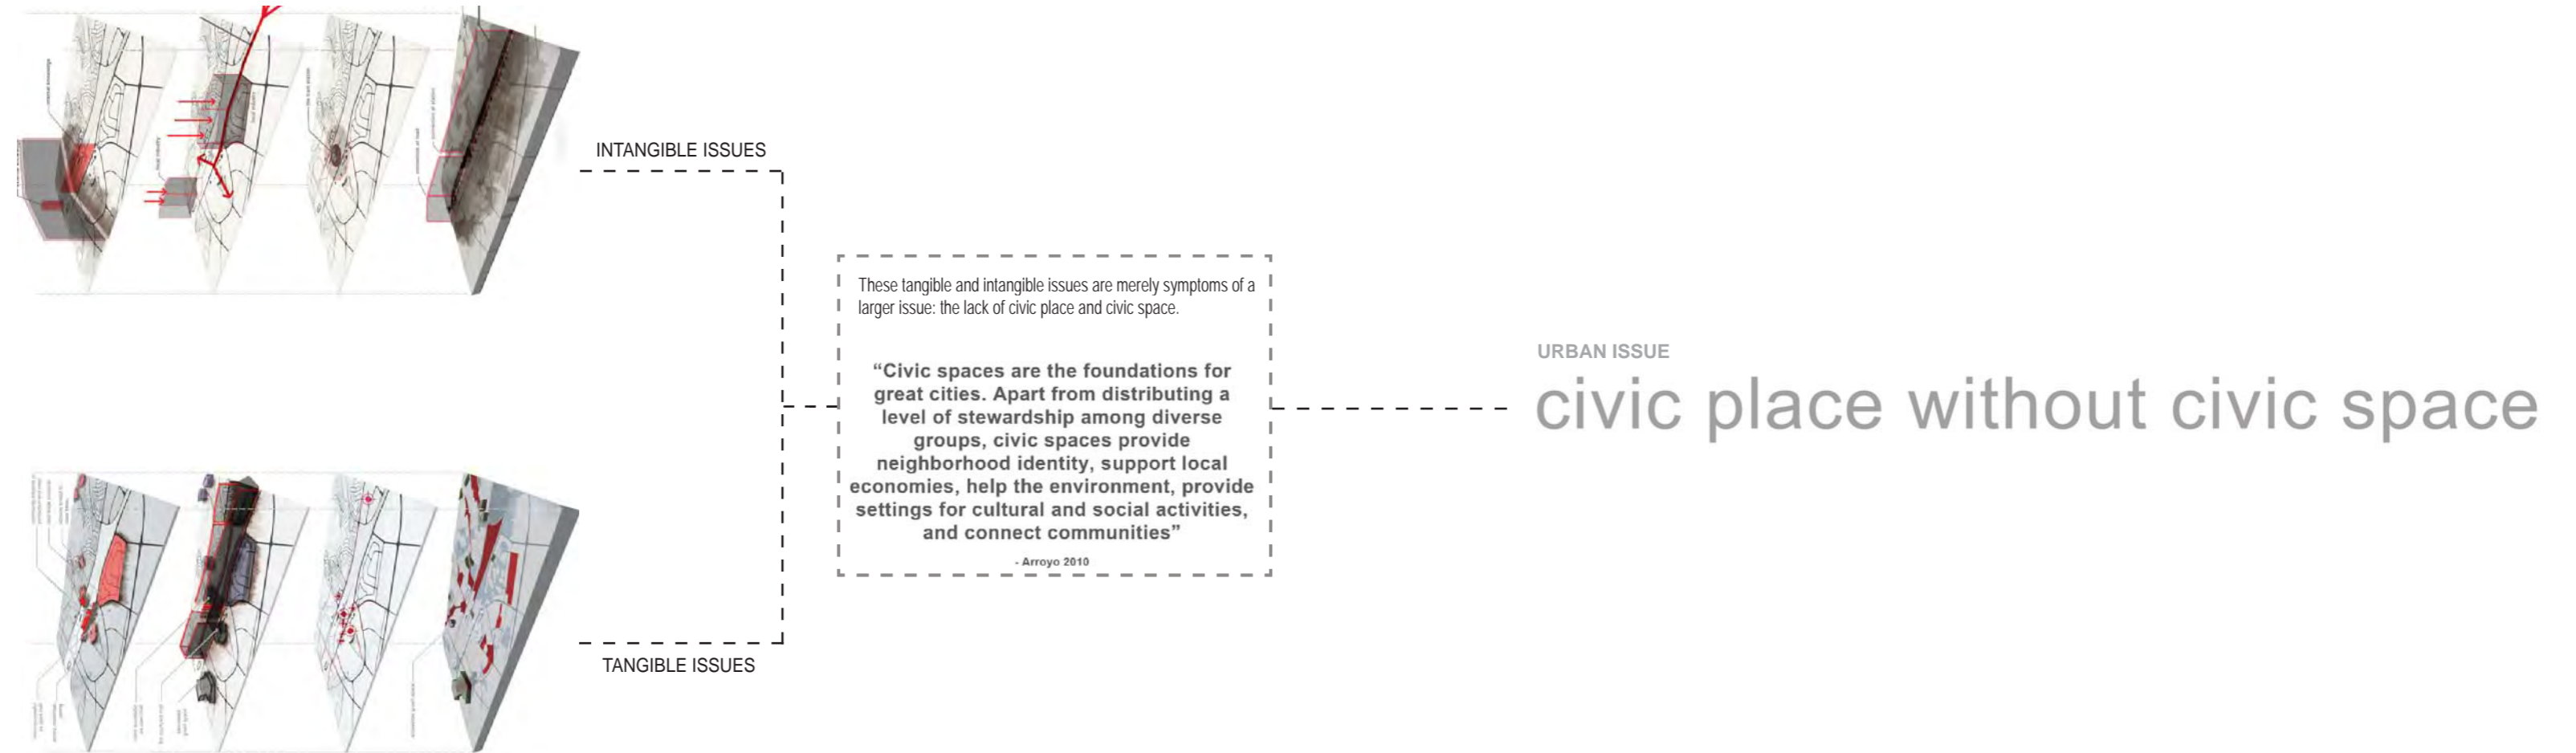 INTANGIBLE ISSUES
These tangible and intangible issues are merely symptoms of a
larger issue: the lack of civic place and civic space.
“Civic spaces are the foundations for
great cities. Apart from distributing a
level of stewardship among diverse
groups, civic spaces provide
neighborhood identity, support local
economies, help the environment, provide
settings for cultural and social activities,
and connect communities”
- Arroyo 2010
URBAN ISSUE
civic place without civic space
TANGIBLE ISSUES